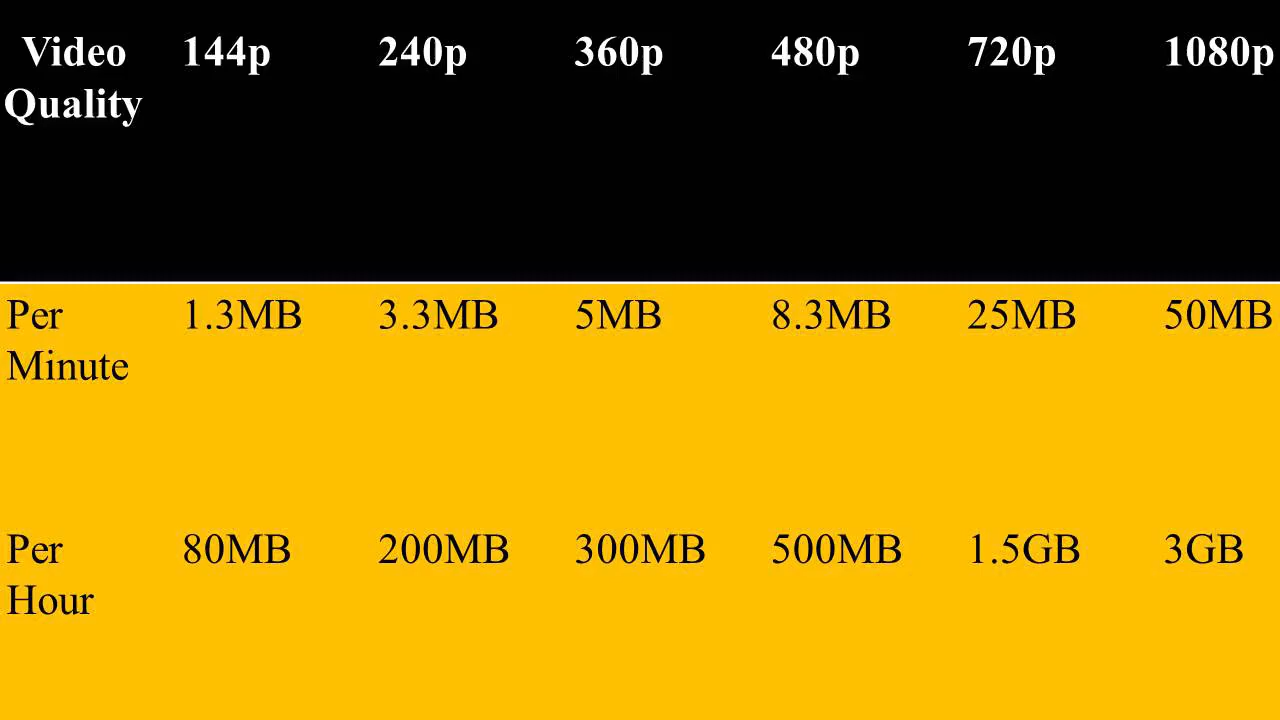 Video 144p 240p 360p 480p 720p 1080p
Quality
Per 1.3MB 3.3MB 5MB 8.3MB 25MB 50MB
Minute
Per 80MB 200MB 300MB 500MB 1.5GB 3GB
Hour